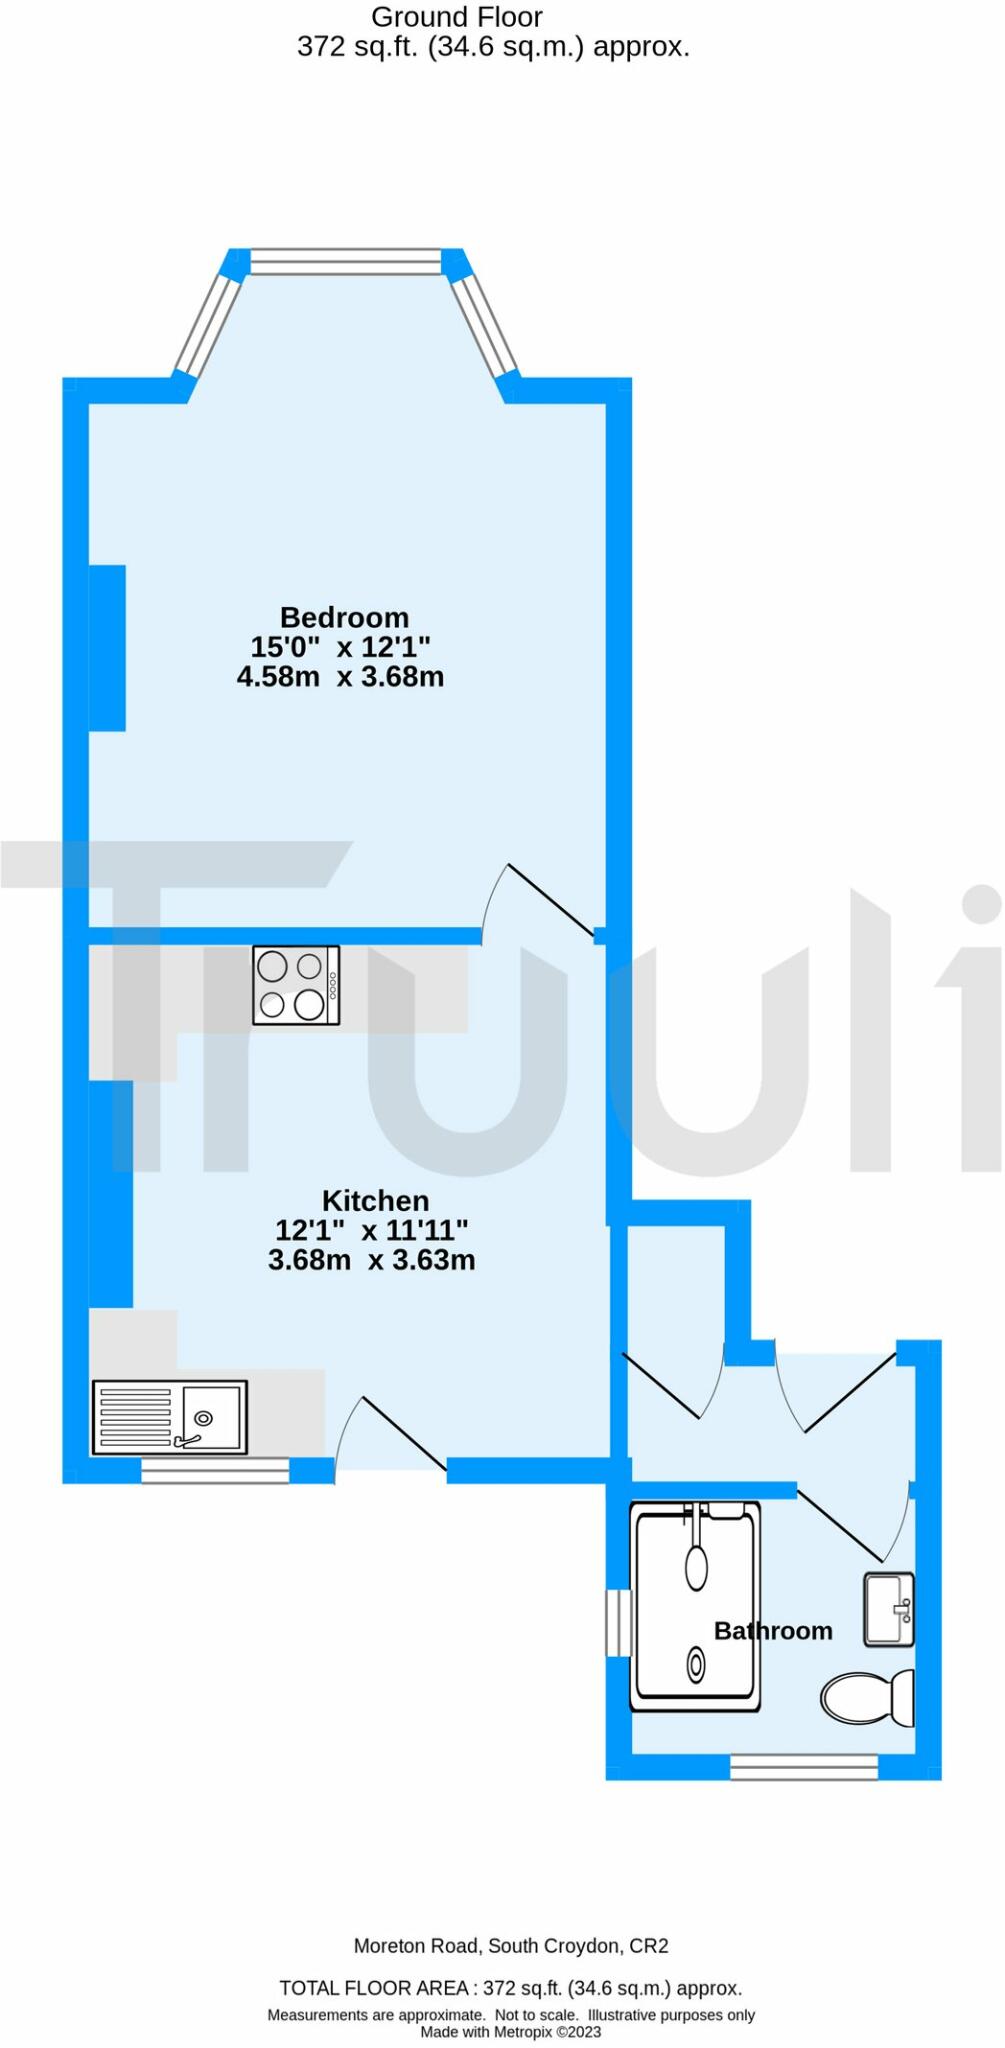 Ground Floor
372 sq.ft. (34.6 sq.m.) approx.
Bedroom
15'0" x 12'1"
4.58m x 3.68m
Truuli
Kitchen
12'1" x 11'11"
3.68m x 3.63m
Bathroom
Moreton Road, South Croydon, CR2
TOTAL FLOOR AREA : 372 sq.ft. (34.6 sq.m.) approx.
Measurements are approximate. Not to scale. Illustrative purposes only
Made with Metropix ©2023